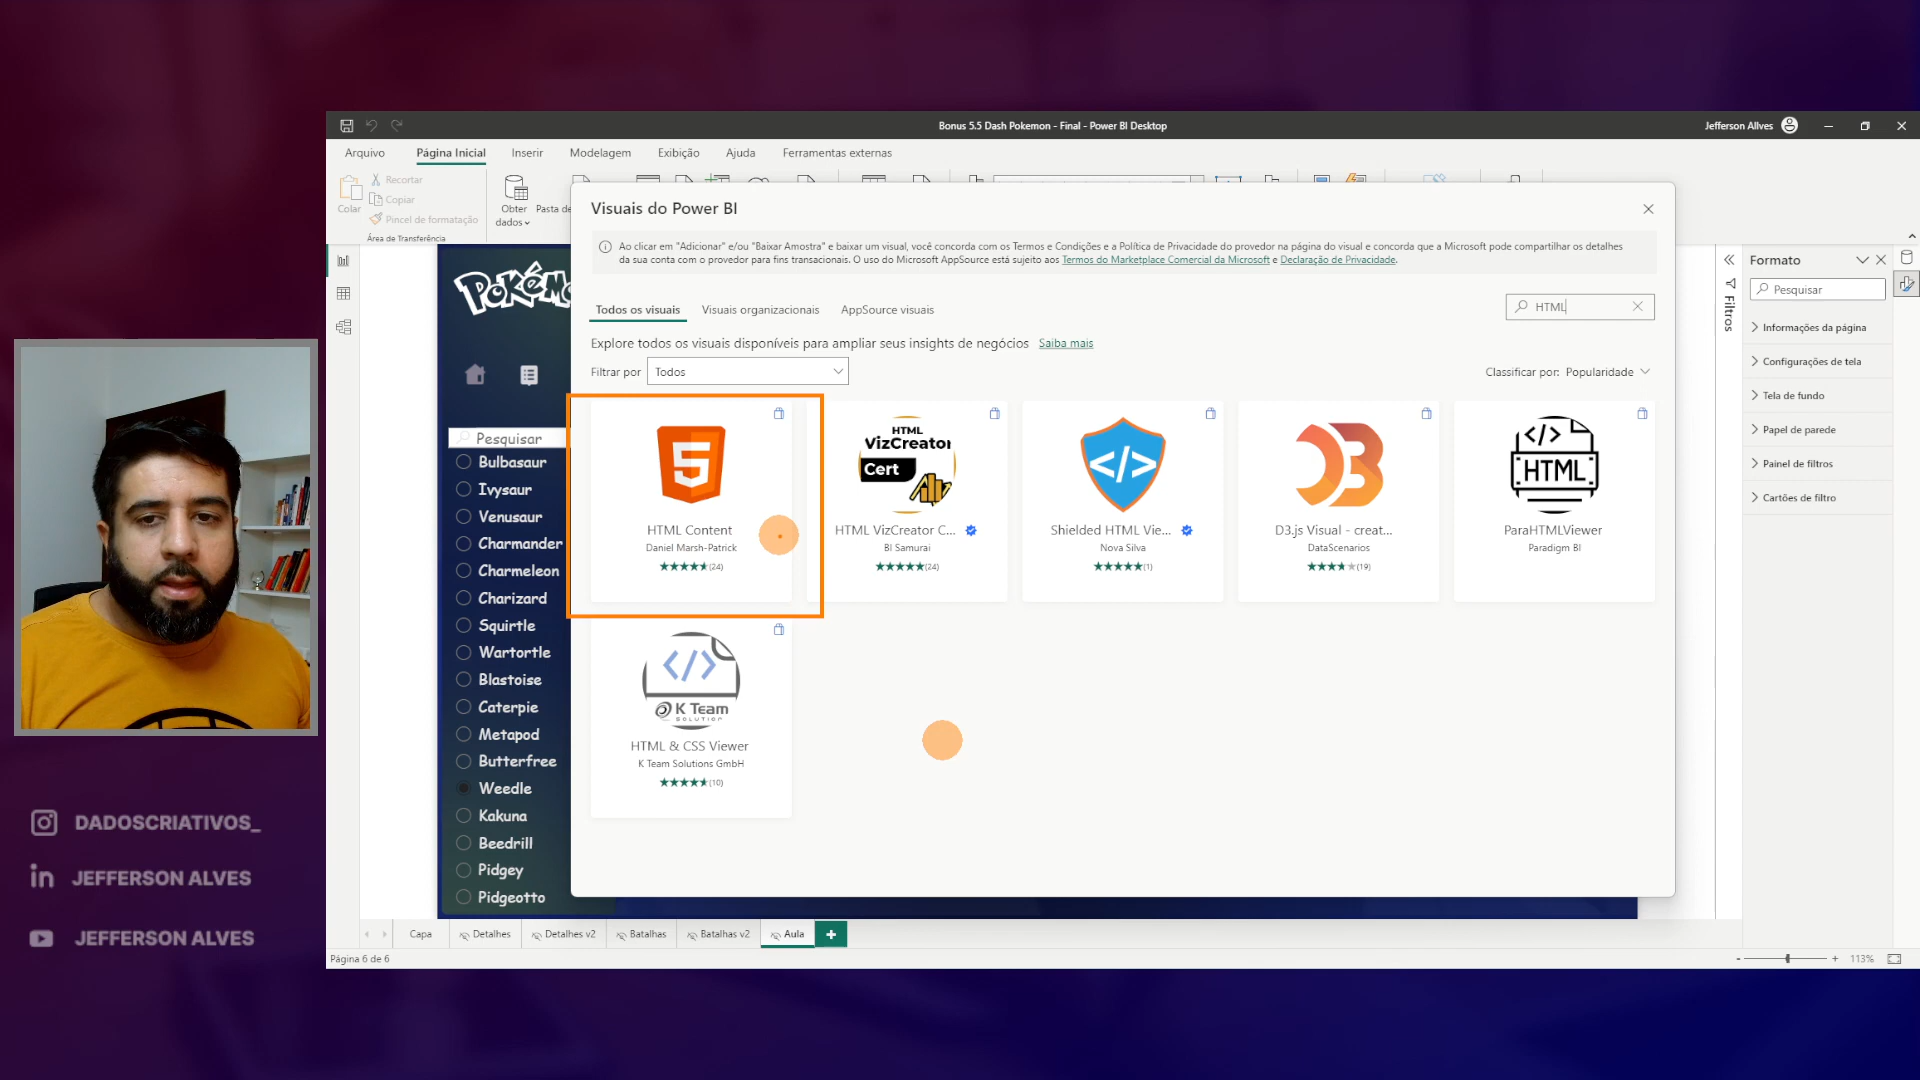 Bonus 5.5 Dash Pokemon - Final - Power BI Desktop
Jefferson Allves
Arquivo
Página Inicial
Inserir
Modelagem
Exibição
Ajuda
Ferramentas externas
Colar
Recortar
Copiar
Pincel de formatação
Área de Transferência
Obter
dados
Pasta de
Visuais do Power BI
Ao clicar em "Adicionar" e/ou "Baixar Amostra" e baixar um visual, você concorda com os Termos e Condições e a Política de Privacidade do provedor na página do visual e concorda que a Microsoft pode compartilhar os detalhes
da sua conta com o provedor para fins transacionais. O uso do Microsoft AppSource está sujeito aos Termos do Marketplace Comercial da Microsoft e Declaração de Privacidade.
Todos os visuais
Visuais organizacionais
AppSource visuais
HTML
Explore todos os visuais disponíveis para ampliar seus insights de negócios Saiba mais
Filtrar por
Todos
Classificar por: Popularidade
5
HTML Content
Daniel Marsh-Patrick
(24)
HTML
VizCreator
Cert
HTML VizCreator C...
BI Samurai
(24)
</>
Shielded HTML Vie...
Nova Silva
(1)
D3.js Visual - creat...
DataScenarios
(19)
</>
HTML
ParaHTMLViewer
Paradigm BI
</>
K Team
SOLUTION
HTML & CSS Viewer
K Team Solutions GmbH
(10)
Pokémo
Pesquisar
Bulbasaur
Ivysaur
Venusaur
Charmander
Charmeleon
Charizard
Squirtle
Wartortle
Blastoise
Caterpie
Metapod
Butterfree
Weedle
Kakuna
Beedrill
Pidgey
Pidgeotto
Filtros
Formato
Pesquisar
Informações da página
Configurações de tela
Tela de fundo
Papel de parede
Painel de filtros
Cartões de filtro
Capa
Detalhes
Detalhes v2
Batalhas
Batalhas v2
Aula
+
Página 6 de 6
- + 113%
DADOSCRIATIVOS_
in JEFFERSON ALVES
JEFFERSON ALVES